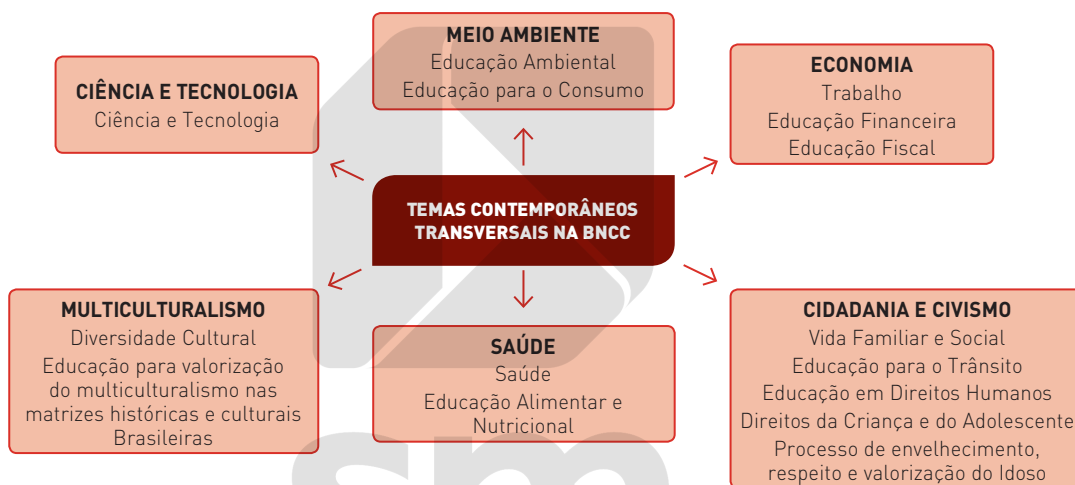 MEIO AMBIENTE
Educação Ambiental
Educação para o Consumo
CIÊNCIA E TECNOLOGIA
Ciência e Tecnologia
ECONOMIA
Trabalho
Educação Financeira
Educação Fiscal
TEMAS CONTEMPORÂNEOS
TRANSVERSAIS NA BNCC
MULTICULTURALISMO
Diversidade Cultural
Educação para valorização
do multiculturalismo nas
matrizes históricas e culturais
Brasileiras
SAÚDE
Saúde
Educação Alimentar e
Nutricional
CIDADANIA E CIVISMO
Vida Familiar e Social
Educação para o Trânsito
Educação em Direitos Humanos
Direitos da Criança e do Adolescente
Processo de envelhecimento,
respeito e valorização do Idoso
sm